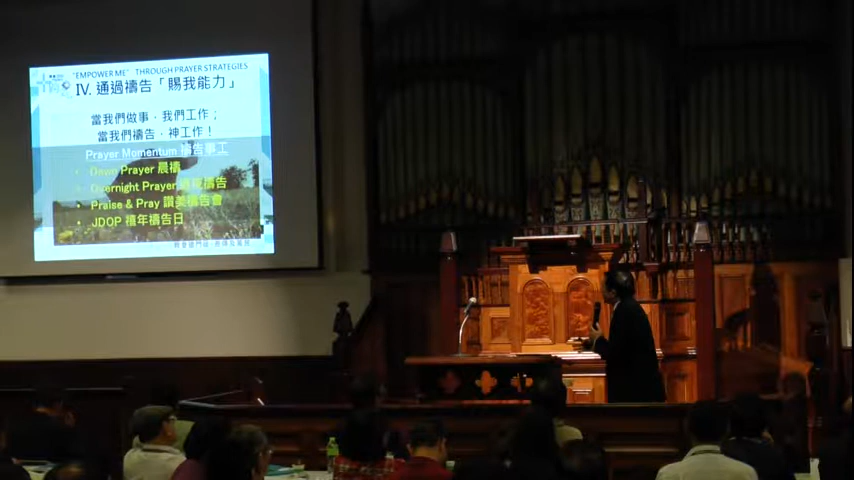 "EMPOWER ME" THROUGH PRAYER STRATEGIES
IV. 通過禱告「賜我能力」
當我們做事，我們工作；
當我們禱告，神工作！
Prayer Momentum 禱告事工
• Dawn Prayer 晨禱
• Overnight Prayer 禱告
• Praise & Pray 讚美禱告會
• JDOP 禧年禱告日